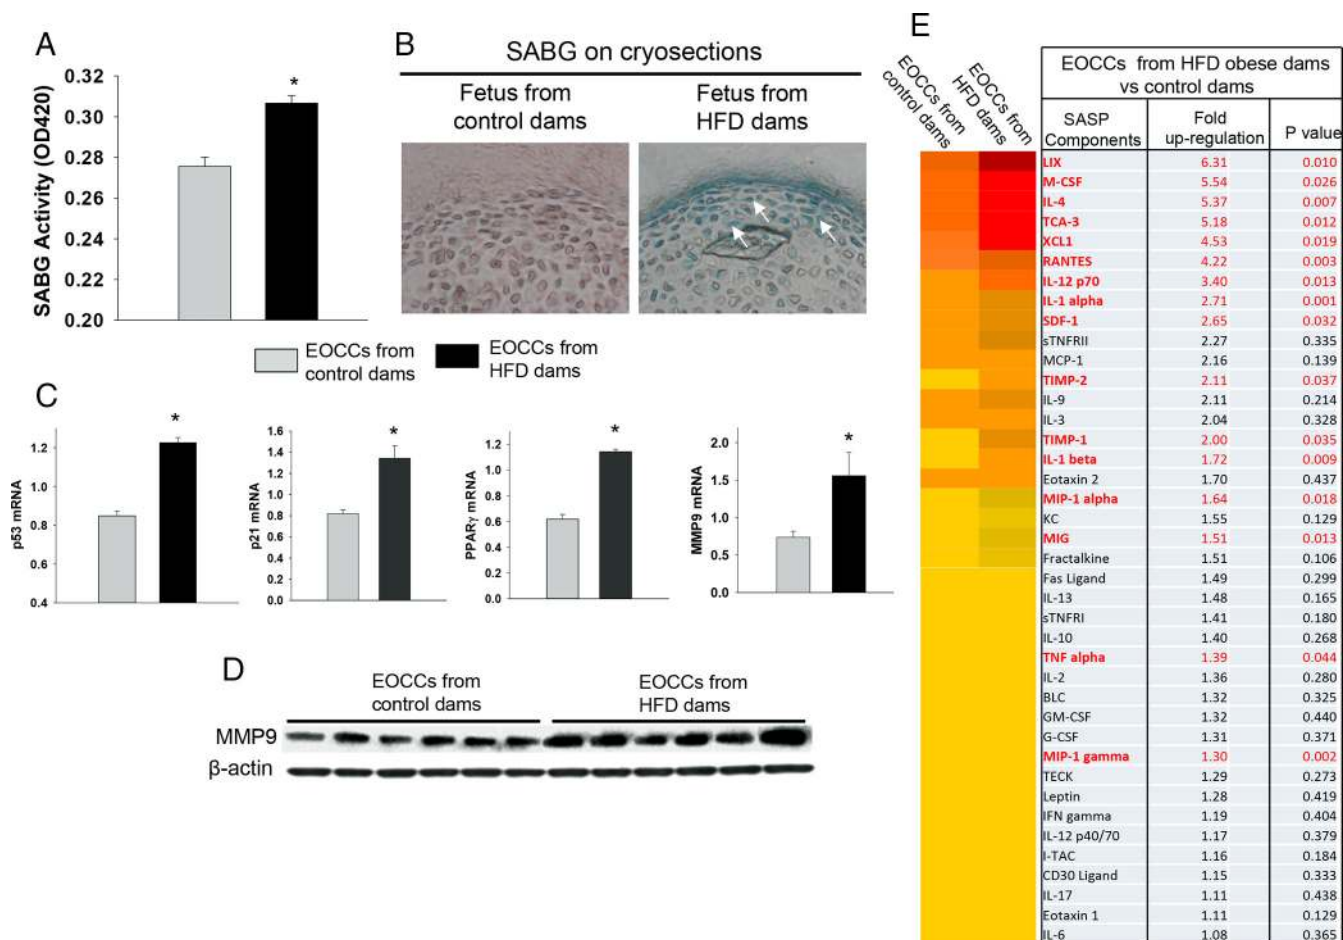 A
0.32
0.30
0.28
0.26
0.24
0.22
0.20
SABG Activity (OD420)
*
B
SABG on cryosections
Fetus from
control dams
Fetus from
HFD dams
EOCCs from
control dams
EOCCs from
HFD dams
C
1.2
1.0
0.8
0.6
0.4
p53 mRNA
*
1.6
1.4
1.2
1.0
0.8
0.6
0.4
0.2
0.0
p21 mRNA
*
1.2
1.0
0.8
0.6
0.4
0.2
0.0
PPARγ mRNA
*
2.0
1.5
1.0
0.5
0.0
MMP9 mRNA
*
D
EOCCs from
control dams
EOCCs from
HFD dams
MMP9
β-actin
E
EOCCs from
control dams
EOCCs from
HFD dams
EOCCs from HFD obese dams
vs control dams
SASP
Components
Fold
up-regulation
P value
LIX 6.31 0.010
M-CSF 5.54 0.026
IL-4 5.37 0.007
TCA-3 5.18 0.012
XCL1 4.53 0.019
RANTES 4.22 0.003
IL-12 p70 3.40 0.013
IL-1 alpha 2.71 0.001
SDF-1 2.65 0.032
sTNFRII 2.27 0.335
MCP-1 2.16 0.139
TIMP-2 2.11 0.037
IL-9 2.11 0.214
IL-3 2.04 0.328
TIMP-1 2.00 0.035
IL-1 beta 1.72 0.009
Eotaxin 2 1.70 0.437
MIP-1 alpha 1.64 0.018
KC 1.55 0.129
MIG 1.51 0.013
Fractalkine 1.51 0.106
Fas Ligand 1.49 0.299
IL-13 1.48 0.165
sTNFRI 1.41 0.180
IL-10 1.40 0.268
TNF alpha 1.39 0.044
IL-2 1.36 0.280
BLC 1.32 0.325
GM-CSF 1.32 0.440
G-CSF 1.31 0.371
MIP-1 gamma 1.30 0.002
TECK 1.29 0.273
Leptin 1.28 0.419
IFN gamma 1.19 0.404
IL-12 p40/70 1.17 0.379
I-TAC 1.16 0.184
CD30 Ligand 1.15 0.333
IL-17 1.11 0.438
Eotaxin 1 1.11 0.129
IL-6 1.08 0.365